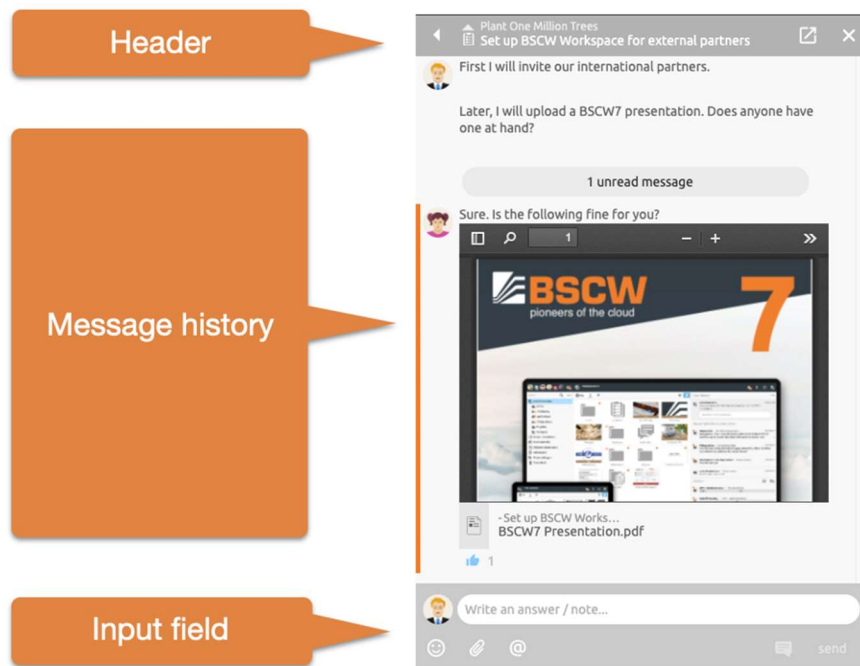 Header
Plant One Million Trees
Set up BSCW Workspace for external partners
First I will invite our international partners.
Later, I will upload a BSCW7 presentation. Does anyone have
one at hand?
1 unread message
Message history
Sure. Is the following fine for you?
1
BSCW 7
pioneers of the cloud
-Set up BSCW Works...
BSCW7 Presentation.pdf
1
Input field
Write an answer / note...
@
send